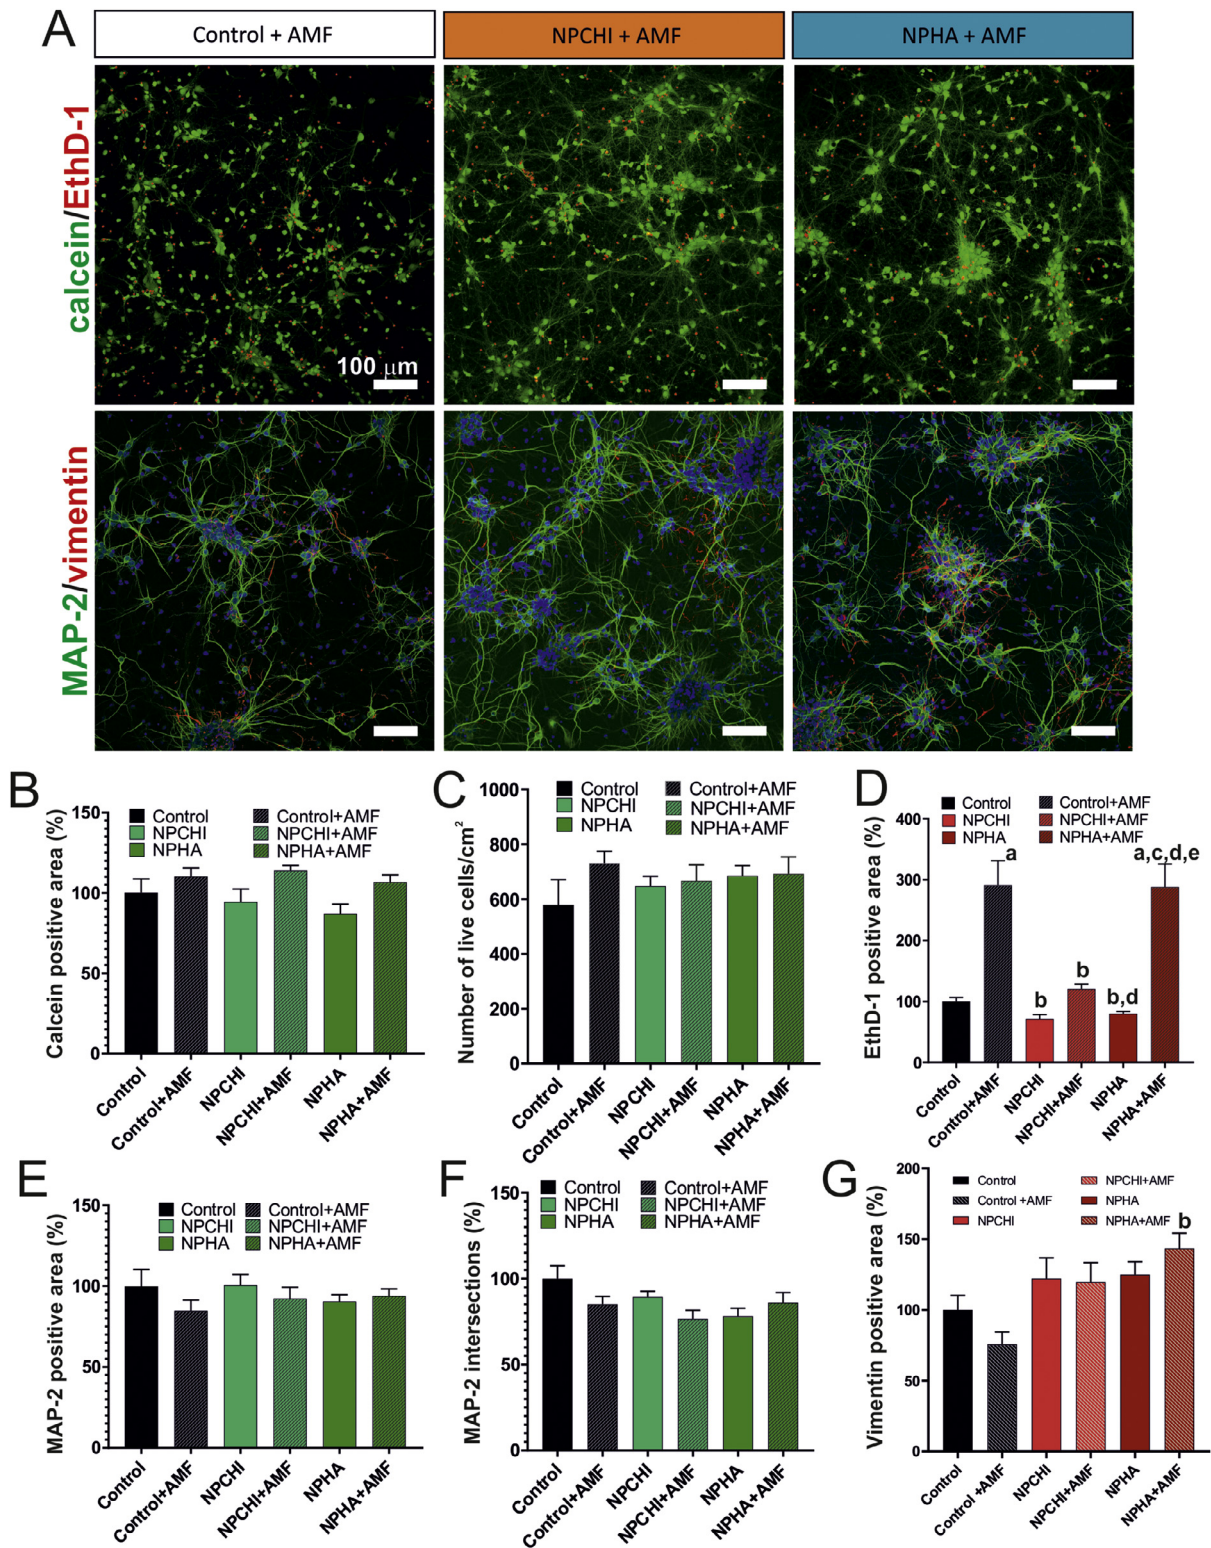 A
Control + AMF
NPCHI + AMF
NPHA + AMF
calcein/EthD-1
100 µm
MAP-2/vimentin
B
Calcein positive area (%)
150
100
50
0
Control
NPCHI
NPHA
Control+AMF
NPCHI+AMF
NPHA+AMF
Control
Control+AMF
NPCHI
NPCHI+AMF
NPHA
NPHA+AMF
C
Number of live cells/cm²
1000
800
600
400
200
0
Control
NPCHI
NPHA
Control+AMF
NPCHI+AMF
NPHA+AMF
Control
Control+AMF
NPCHI
NPCHI+AMF
NPHA
NPHA+AMF
D
EthD-1 positive area (%)
400
300
200
100
0
Control
NPCHI
NPHA
Control+AMF
NPCHI+AMF
NPHA+AMF
a
b
b
b,d
a,c,d,e
Control
Control+AMF
NPCHI
NPCHI+AMF
NPHA
NPHA+AMF
E
MAP-2 positive area (%)
150
100
50
0
Control
NPCHI
NPHA
Control+AMF
NPCHI+AMF
NPHA+AMF
Control
Control+AMF
NPCHI
NPCHI+AMF
NPHA
NPHA+AMF
F
MAP-2 intersections (%)
150
100
50
0
Control
NPCHI
NPHA
Control+AMF
NPCHI+AMF
NPHA+AMF
Control
Control+AMF
NPCHI
NPCHI+AMF
NPHA
NPHA+AMF
G
Vimentin positive area (%)
200
150
100
50
0
Control
Control +AMF
NPCHI
NPCHI+AMF
NPHA
NPHA+AMF
b
Control
Control +AMF
NPCHI
NPCHI+AMF
NPHA
NPHA+AMF